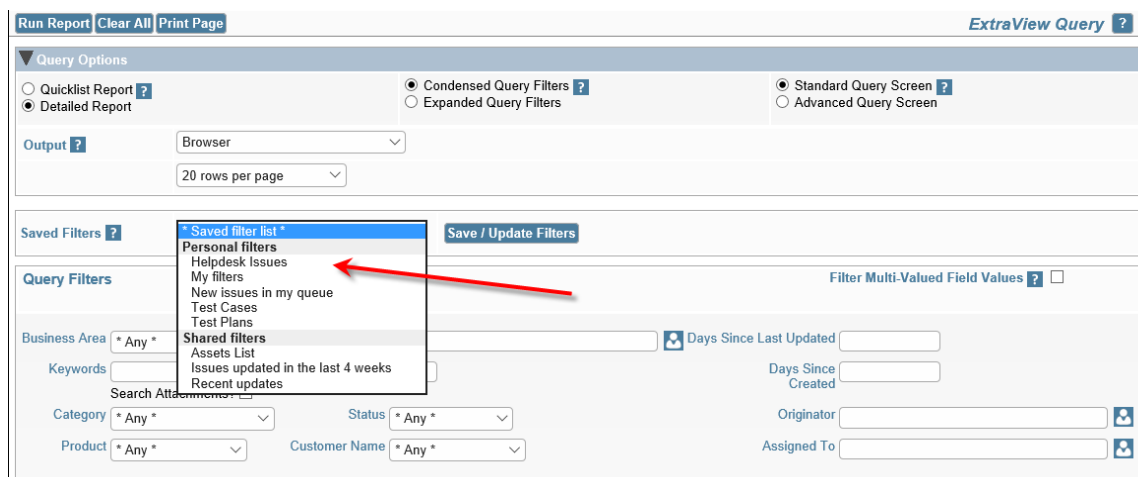 Run Report Clear All Print Page ExtraView Query ?
Query Options
Quicklist Report ? Condensed Query Filters ? Standard Query Screen ?
Detailed Report Expanded Query Filters Advanced Query Screen
Output ? Browser
20 rows per page
Saved Filters ? * Saved filter list * Save / Update Filters
Personal filters
Helpdesk Issues
My filters
New issues in my queue
Test Cases
Test Plans
Shared filters
Assets List
Issues updated in the last 4 weeks
Recent updates
Query Filters Filter Multi-Valued Field Values ?
Business Area * Any * Days Since Last Updated
Keywords Days Since
Created
Search
Category * Any * Status * Any * Originator
Product * Any * Customer Name * Any * Assigned To